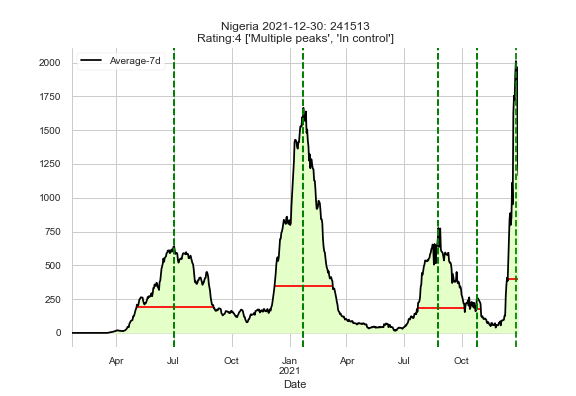 Nigeria 2021-12-30: 241513
Rating:4 ['Multiple peaks', 'In control']
Average-7d
2000
1750
1500
1250
1000
750
500
250
0
Apr Jul Oct Jan Apr Jul Oct
2021
Date